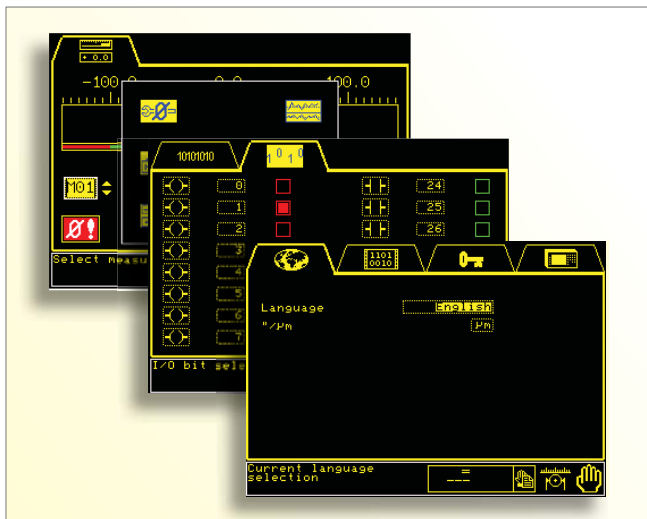 + 0.0
-100.0 0.0 100.0
M01
Select measu
10101010 1 0 1 0
0 24
1 25
2 26
3
4
5
6
7
I/O bit sele
1101
0010
Language English
"/µm µm
Current language
selection
=
---